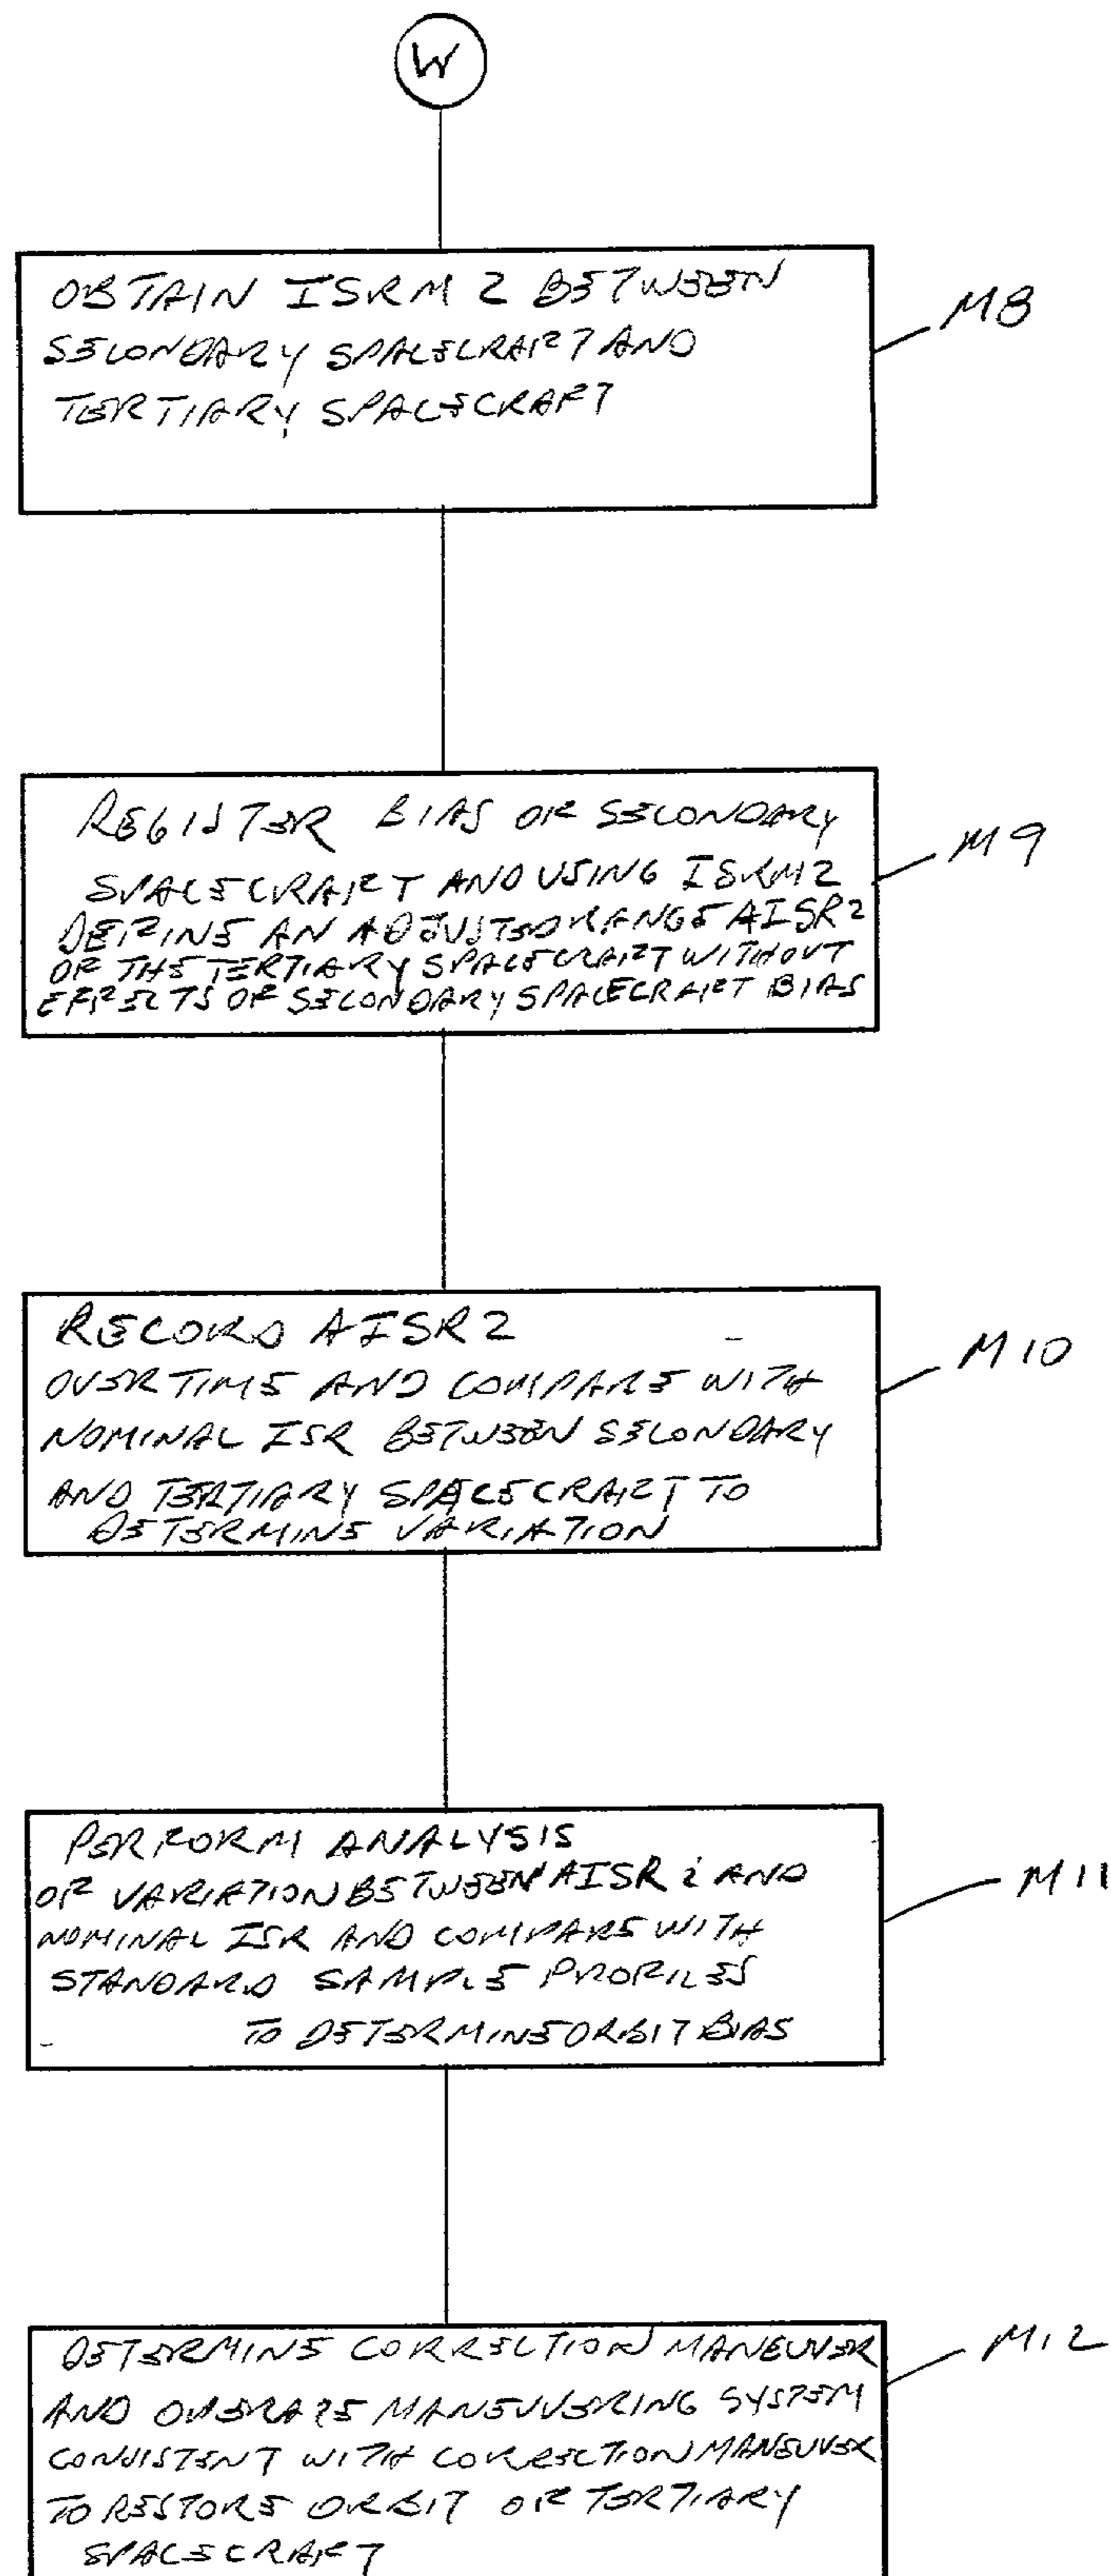 W
OBTAIN ISRM 2 BETWEEN
SECONDARY SPACECRAFT AND
TERTIARY SPACECRAFT
M8
REGISTER BIAS OF SECONDARY
SPACECRAFT AND USING ISRM2
DEFINE AN ADJUSTED RANGE AISR2
OF THE TERTIARY SPACECRAFT WITHOUT
EFFECTS OF SECONDARY SPACECRAFT BIAS
M9
RECORD AISR2
OVER TIME AND COMPARE WITH
NOMINAL ISR BETWEEN SECONDARY
AND TERTIARY SPACECRAFT TO
DETERMINE VARIATION
M10
PERFORM ANALYSIS
OF VARIATION BETWEEN AISR2 AND
NOMINAL ISR AND COMPARE WITH
STANDARD SAMPLE PROFILES
TO DETERMINE ORBIT BIAS
M11
DETERMINE CORRECTION MANEUVER
AND OPERATE MANEUVERING SYSTEM
CONSISTENT WITH CORRECTION MANEUVER
TO RESTORE ORBIT OF TERTIARY
SPACECRAFT
M12